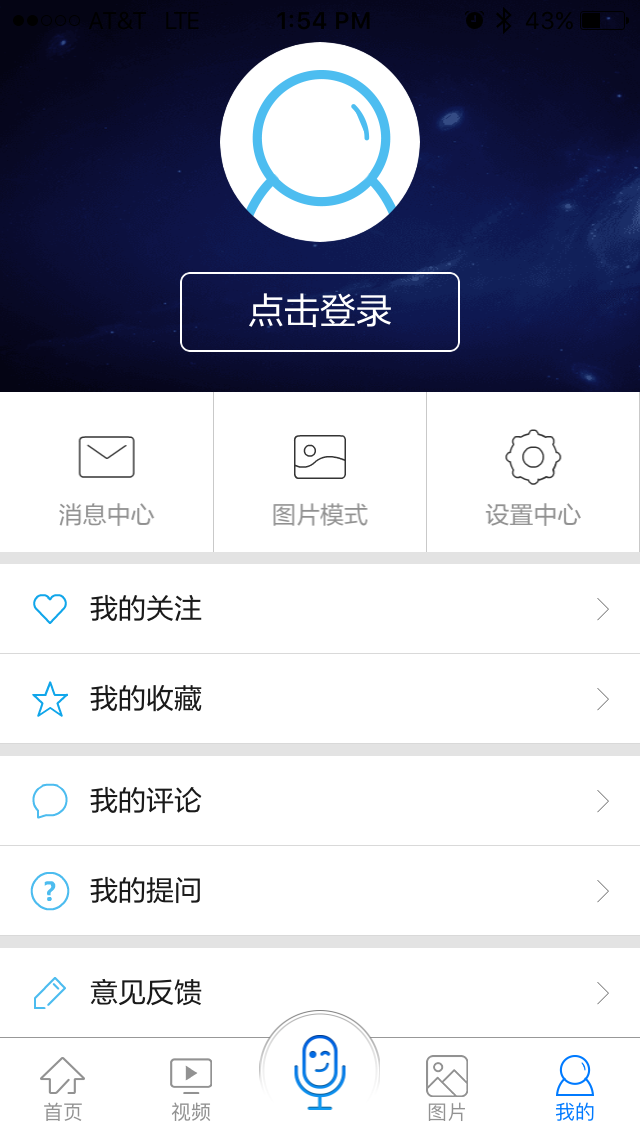 AT&T LTE 1:54 PM 43%
点击登录
消息中心 图片模式 设置中心
我的关注
我的收藏
我的评论
? 我的提问
意见反馈
首页 视频 图片 我的